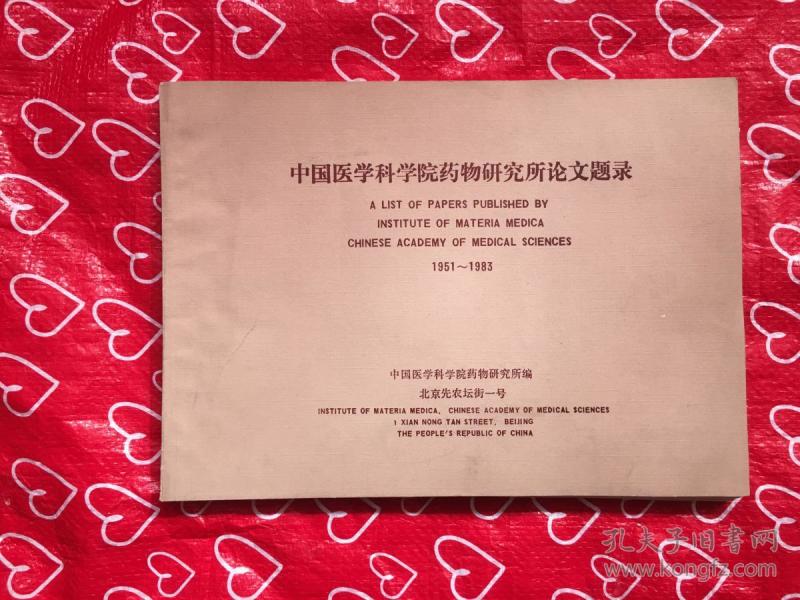 中国医学科学院药物研究所论文题录
A LIST OF PAPERS PUBLISHED BY
INSTITUTE OF MATERIA MEDICA
CHINESE ACADEMY OF MEDICAL SCIENCES
1951～1983
中国医学科学院药物研究所编
北京先农坛街一号
INSTITUTE OF MATERIA MEDICA, CHINESE ACADEMY OF MEDICAL SCIENCES
1 XIAN NONG TAN STREET, BEIJING
THE PEOPLE'S REPUBLIC OF CHINA
孔夫子旧书网
www.kongfz.com